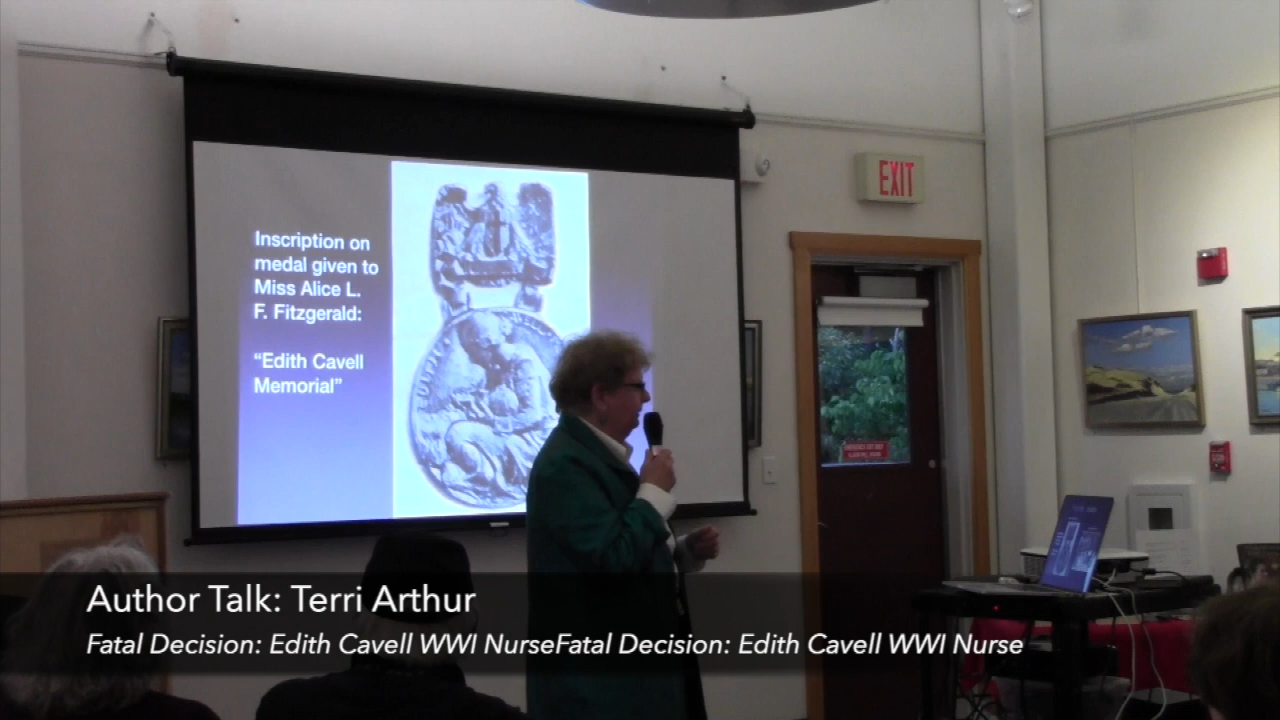 Inscription on
medal given to
Miss Alice L.
F. Fitzgerald:
"Edith Cavell
Memorial"
EXIT
Author Talk: Terri Arthur
Fatal Decision: Edith Cavell WWI NurseFatal Decision: Edith Cavell WWI Nurse